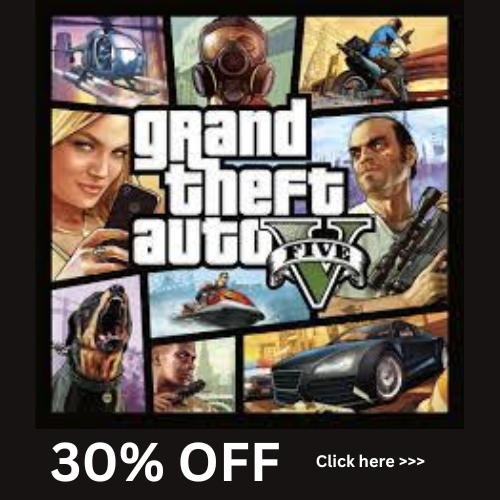 grand
theft
auto
V
FIVE
30% OFF
Click here >>>